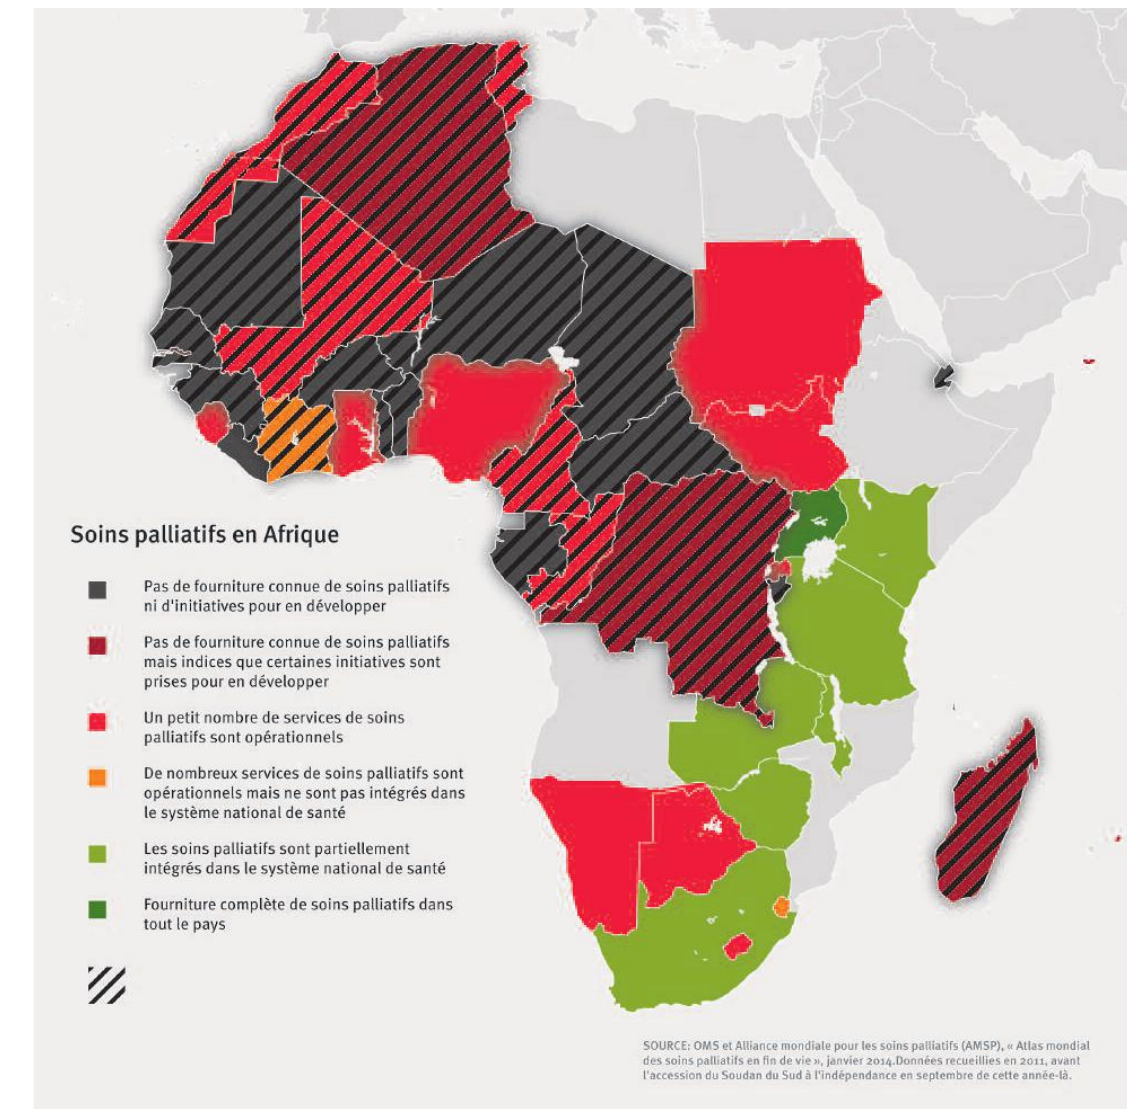 Soins palliatifs en Afrique
Pas de fourniture connue de soins palliatifs
ni d'initiatives pour en développer
Pas de fourniture connue de soins palliatifs
mais indices que certaines initiatives sont
prises pour en développer
Un petit nombre de services de soins
palliatifs sont opérationnels
De nombreux services de soins palliatifs sont
opérationnels mais ne sont pas intégrés dans
le système national de santé
Les soins palliatifs sont partiellement
intégrés dans le système national de santé
Fourniture complète de soins palliatifs dans
tout le pays
SOURCE: OMS et Alliance mondiale pour les soins palliatifs (AMSP), « Atlas mondial
des soins palliatifs en fin de vie », janvier 2014.Données recueillies en 2011, avant
l'accession du Soudan du Sud à l'indépendance en septembre de cette année-là.